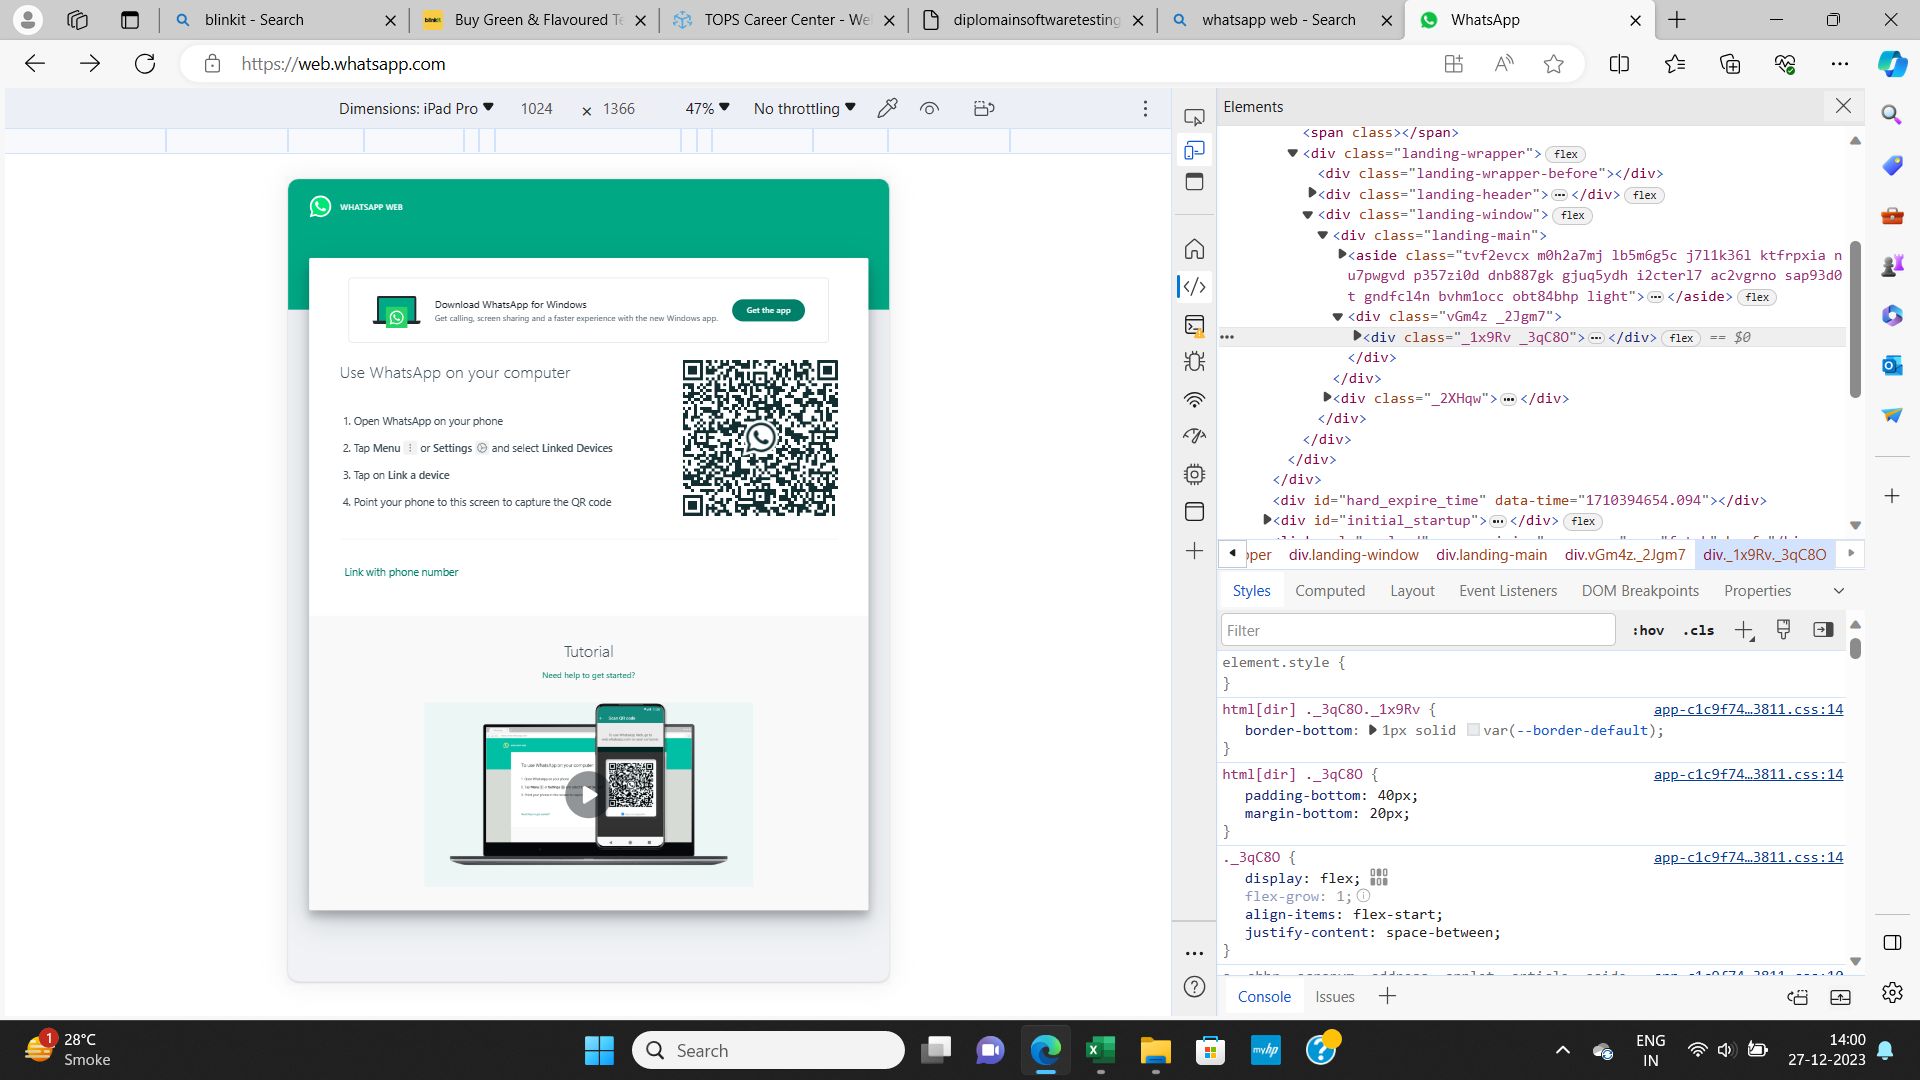 blinkit - Search
Buy Green & Flavoured Te
TOPS Career Center - Wel
diplomainsoftwaretesting
whatsapp web - Search
WhatsApp
https://web.whatsapp.com
Dimensions: iPad Pro 1024 × 1366 47% No throttling
WHATSAPP WEB
Download WhatsApp for Windows
Get calling, screen sharing and a faster experience with the new Windows app.
Get the app
Use WhatsApp on your computer
1. Open WhatsApp on your phone
2. Tap Menu or Settings and select Linked Devices
3. Tap on Link a device
4. Point your phone to this screen to capture the QR code
Link with phone number
Tutorial
Need help to get started?
Scan QR code
Elements
<span class></span>
<div class="landing-wrapper"> flex
<div class="landing-wrapper-before"></div>
<div class="landing-header"> … </div> flex
<div class="landing-window"> flex
<div class="landing-main">
<aside class="tvf2evcx m0h2a7mj lb5m6g5c j7l1k36l ktfrpxia n
u7pwgvd p357zi0d dnb887gk gjuq5ydh i2cterl7 ac2vgrno sap93d0
t gndfcl4n bvhm1occ obt84bhp light"> … </aside> flex
<div class="vGm4z _2Jgm7">
<div class="_1x9Rv _3qC8O"> … </div> flex == $0
</div>
</div>
<div class="_2XHqw"> … </div>
</div>
</div>
</div>
</div>
<div id="hard_expire_time" data-time="1710394654.094"></div>
<div id="initial_startup"> … </div> flex
pper div.landing-window div.landing-main div.vGm4z._2Jgm7 div._1x9Rv._3qC8O
Styles Computed Layout Event Listeners DOM Breakpoints Properties
Filter :hov .cls
element.style {
}
html[dir] ._3qC8O._1x9Rv { app-c1c9f74…3811.css:14
border-bottom: 1px solid var(--border-default);
}
html[dir] ._3qC8O { app-c1c9f74…3811.css:14
padding-bottom: 40px;
margin-bottom: 20px;
}
._3qC8O { app-c1c9f74…3811.css:14
display: flex;
flex-grow: 1;
align-items: flex-start;
justify-content: space-between;
}
Console Issues
1
28°C
Smoke
Search
myhp
ENG
IN
14:00
27-12-2023